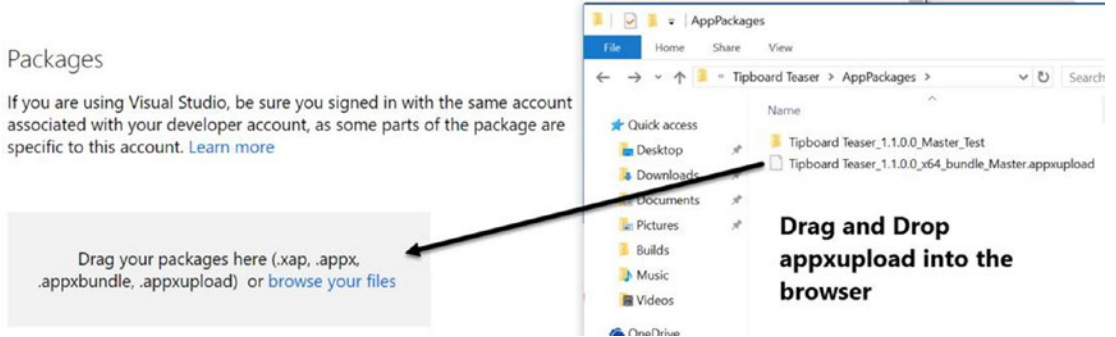 Packages
If you are using Visual Studio, be sure you signed in with the same account
associated with your developer account, as some parts of the package are
specific to this account. Learn more
Drag your packages here (.xap, .appx,
.appxbundle, .appxupload) or browse your files
AppPackages
File Home Share View
Tipboard Teaser > AppPackages >
Search
Name
Quick access
Desktop
Downloads
Documents
Pictures
Builds
Music
Videos
OneDrive
Tipboard Teaser_1.1.0.0_Master_Test
Tipboard Teaser_1.1.0.0_x64_bundle_Master.appxupload
Drag and Drop
appxupload into the
browser